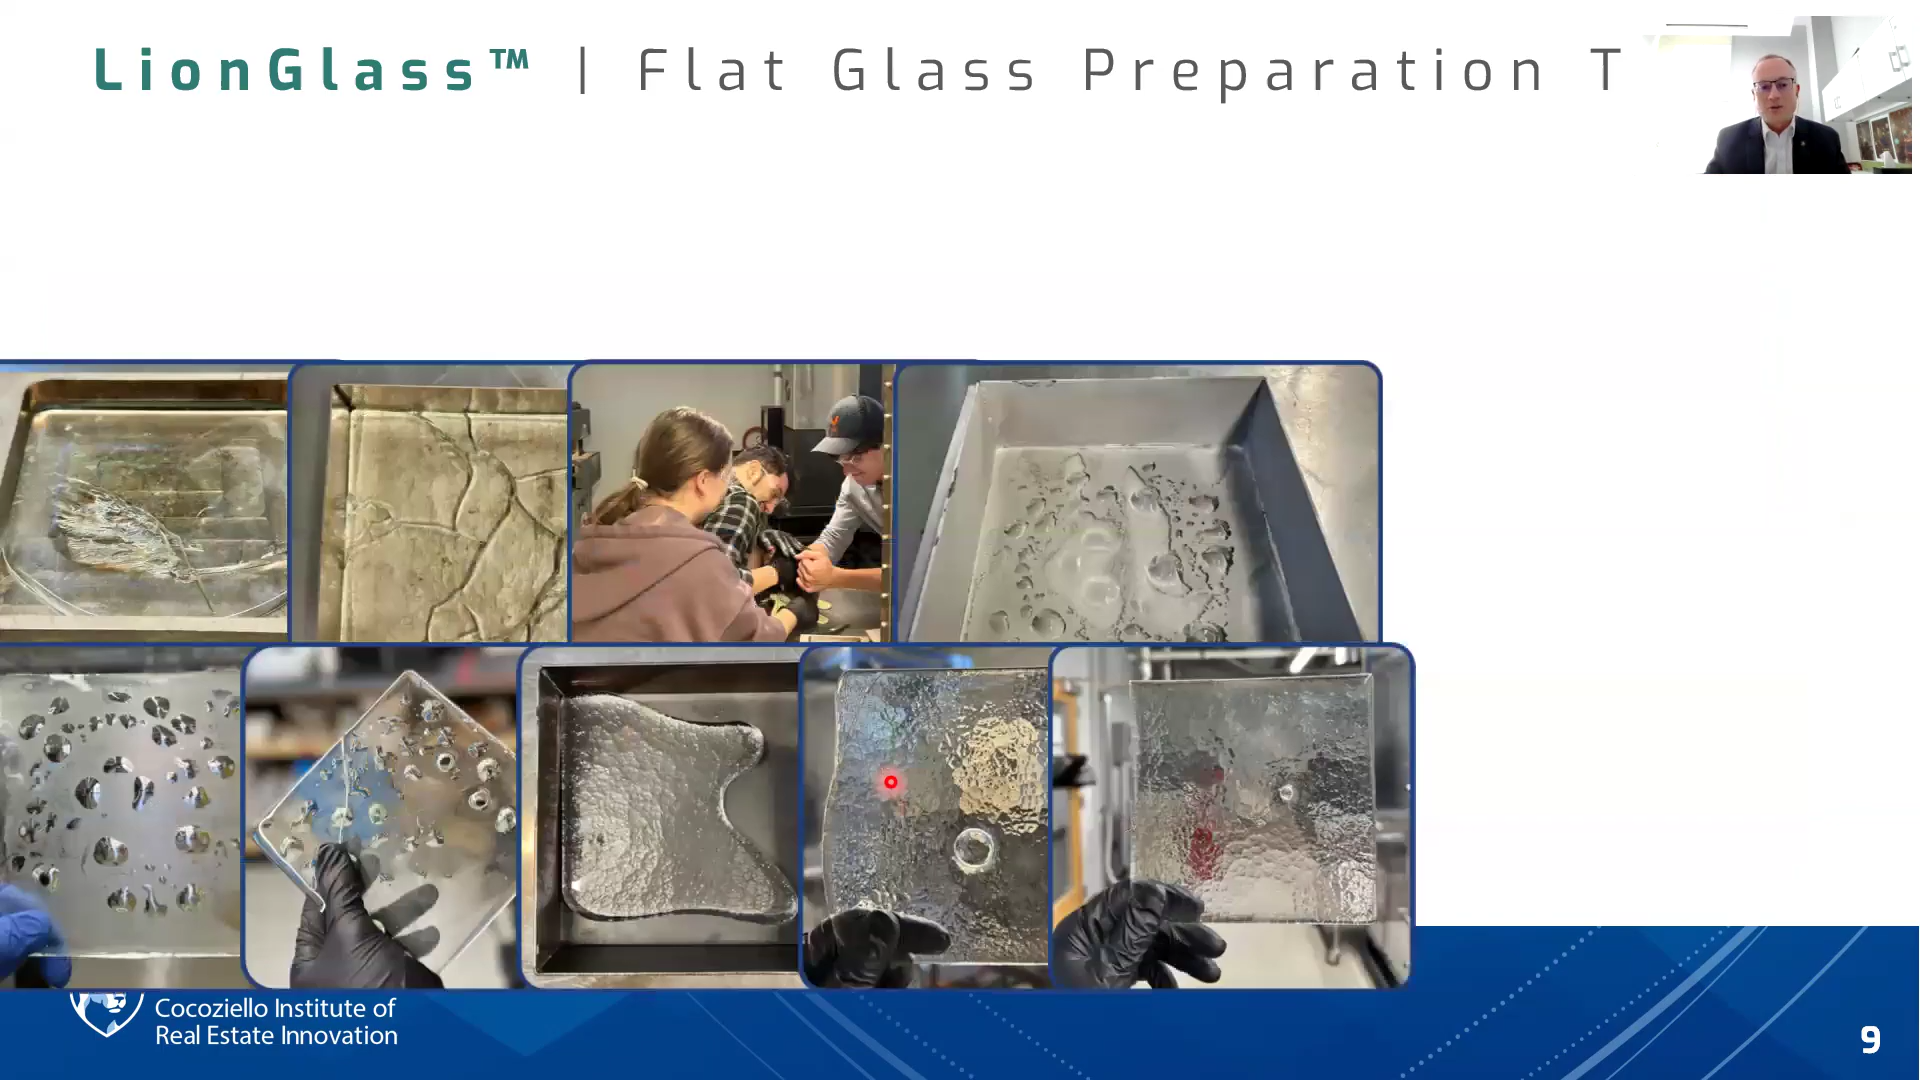 LionGlass™ | Flat Glass Preparation T
Cocoziello Institute of
Real Estate Innovation
9